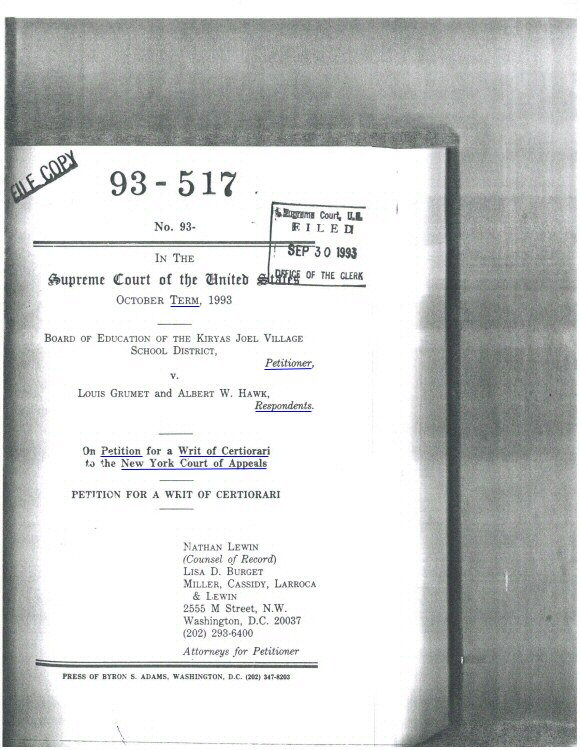 FILE COPY
93-517
No. 93-
Supreme Court, U.S.
FILED
SEP 30 1993
OFFICE OF THE CLERK
IN THE
Supreme Court of the United States
OCTOBER TERM, 1993
BOARD OF EDUCATION OF THE KIRYAS JOEL VILLAGE
SCHOOL DISTRICT,
Petitioner,
v.
LOUIS GRUMET and ALBERT W. HAWK,
Respondents.
On Petition for a Writ of Certiorari
to the New York Court of Appeals
PETITION FOR A WRIT OF CERTIORARI
NATHAN LEWIN
(Counsel of Record)
LISA D. BURGET
MILLER, CASSIDY, LARROCA
& LEWIN
2555 M Street, N.W.
Washington, D.C. 20037
(202) 293-6400
Attorneys for Petitioner
PRESS OF BYRON S. ADAMS, WASHINGTON, D.C. (202) 347-8203